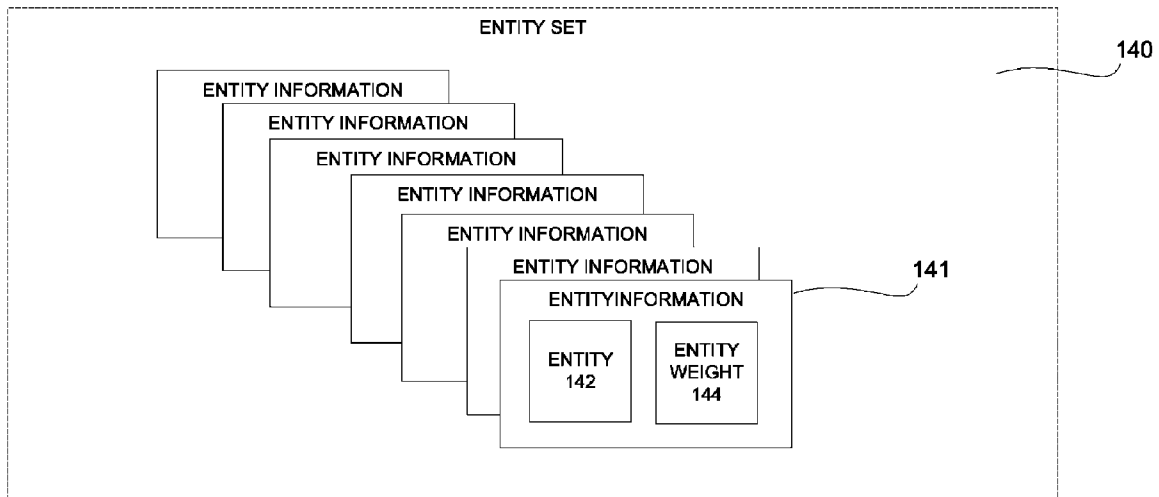 ENTITY SET
140
ENTITY INFORMATION
ENTITY INFORMATION
ENTITY INFORMATION
ENTITY INFORMATION
ENTITY INFORMATION
ENTITY INFORMATION
141
ENTITYINFORMATION
ENTITY
142
ENTITY
WEIGHT
144